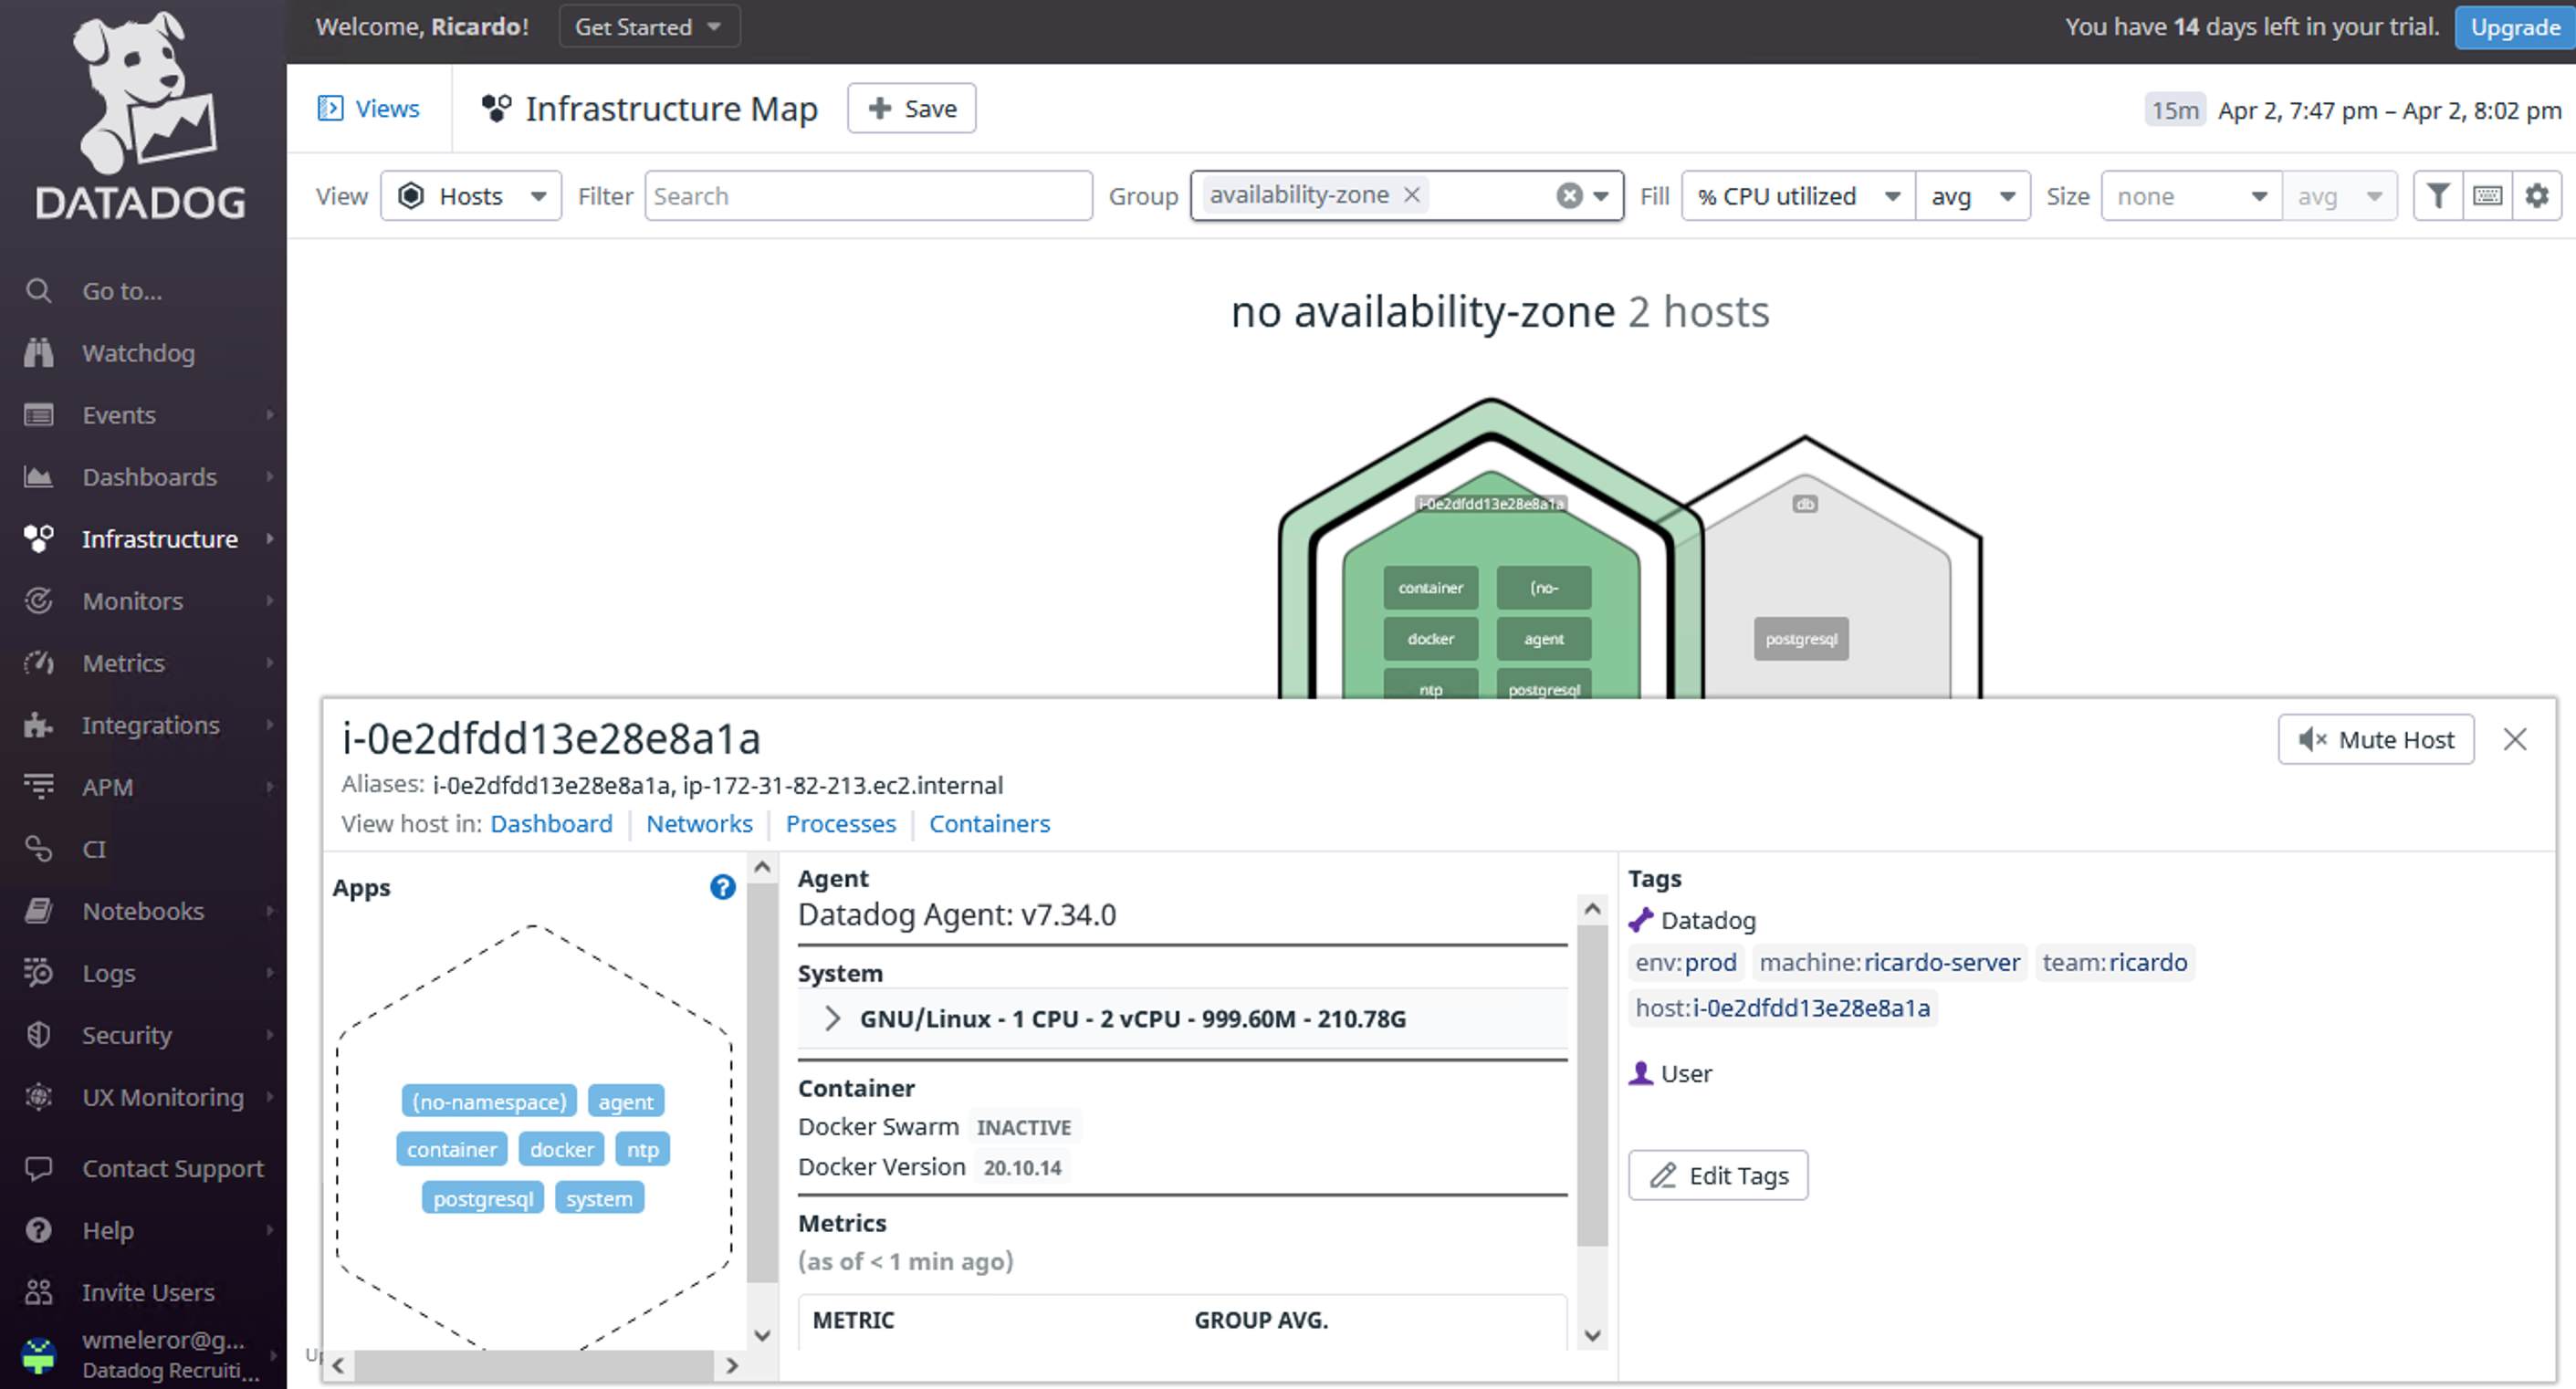 DATADOG
Go to...
Watchdog
Events
Dashboards
Infrastructure
Monitors
Metrics
Integrations
APM
CI
Notebooks
Logs
Security
UX Monitoring
Contact Support
Help
Invite Users
wmeleror@g...
Datadog Recruiti...
Welcome, Ricardo! Get Started
You have 14 days left in your trial. Upgrade
Views Infrastructure Map + Save
15m Apr 2, 7:47 pm – Apr 2, 8:02 pm
View Hosts Filter Search Group availability-zone Fill % CPU utilized avg Size none avg
no availability-zone 2 hosts
i-0e2dfdd13e28e8a1a
container (no-
docker agent
ntp postgresql
db
postgresql
i-0e2dfdd13e28e8a1a
Mute Host
Aliases: i-0e2dfdd13e28e8a1a, ip-172-31-82-213.ec2.internal
View host in: Dashboard Networks Processes Containers
Apps
(no-namespace) agent
container docker ntp
postgresql system
Agent
Datadog Agent: v7.34.0
System
GNU/Linux - 1 CPU - 2 vCPU - 999.60M - 210.78G
Container
Docker Swarm INACTIVE
Docker Version 20.10.14
Metrics
(as of < 1 min ago)
METRIC GROUP AVG.
Tags
Datadog
env:prod machine:ricardo-server team:ricardo
host:i-0e2dfdd13e28e8a1a
User
Edit Tags